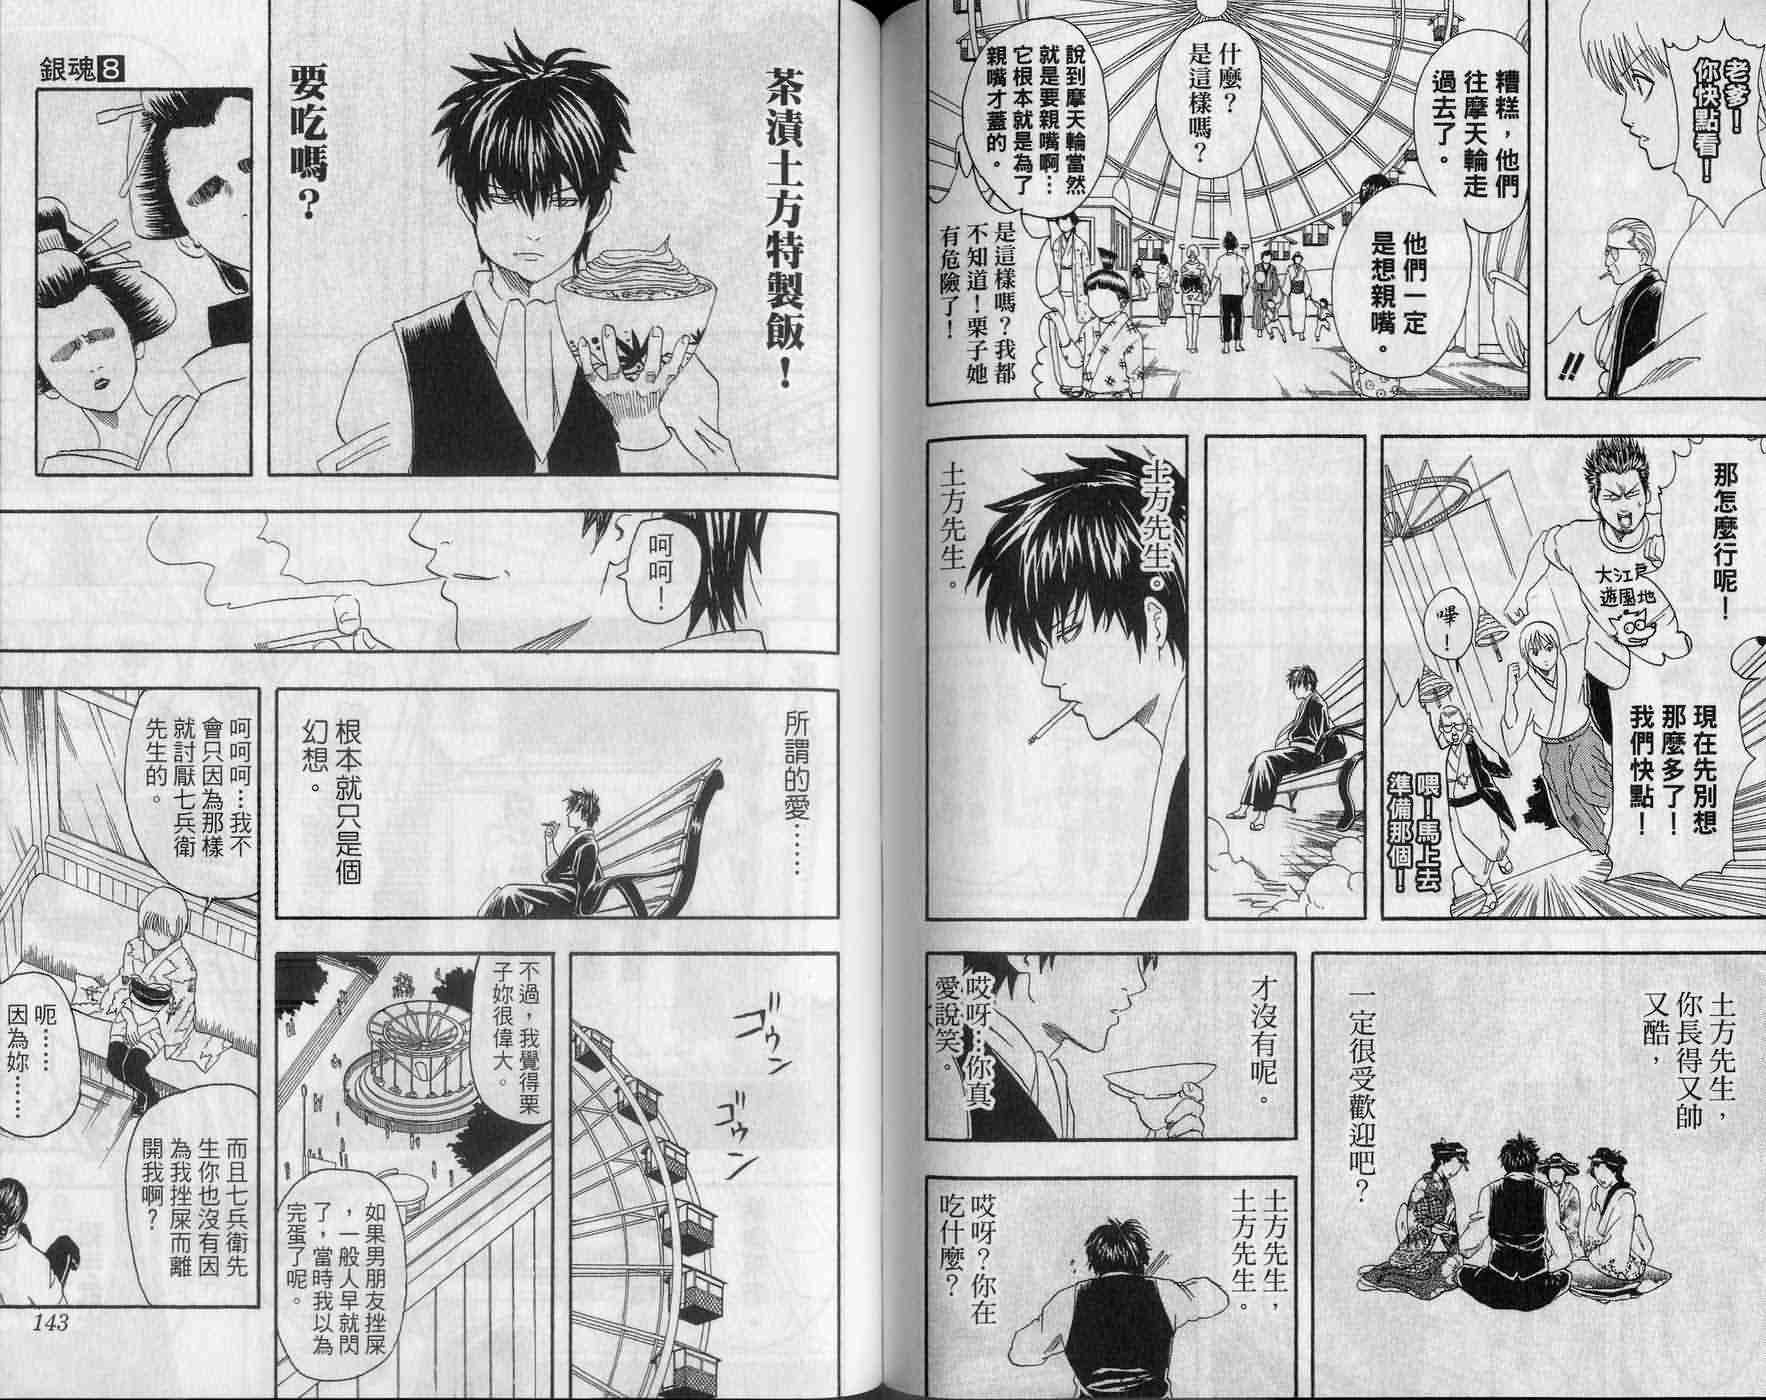 老爹！
你快點看！
!!
糟糕，他們
往摩天輪走
過去了。
他們一定
是想親嘴。
什麼？
是這樣嗎？
說到摩天輪當然
就是要親嘴啊…
它根本就是為了
親嘴才蓋的。
是這樣嗎？我都
不知道！栗子她
有危險了！
那怎麼行呢！
大江戶
遊園地
現在先別想
那麼多了！
我們快點！
嗶！
喂！馬上去
準備那個！
土方先生。
土方先生。
土方先生，
你長得又帥
又酷，
一定很受歡迎吧？
才沒有呢。
哎呀…你真
愛說笑。
土方先生，
土方先生。
哎呀？你在
吃什麼？
茶漬土方特製飯！
要吃嗎？
銀魂8
呵呵！
所謂的愛……
根本就只是個
幻想。
ゴウン
ゴウン
不過，我覺得栗
子妳很偉大。
如果男朋友挫屎
，一般人早就閃
了，當時我以為
完蛋了呢。
呵呵呵…我不
會只因為那樣
就討厭七兵衛
先生的。
而且七兵衛先
生你也沒有因
為我挫屎而離
開我啊？
呃……
因為妳……
143